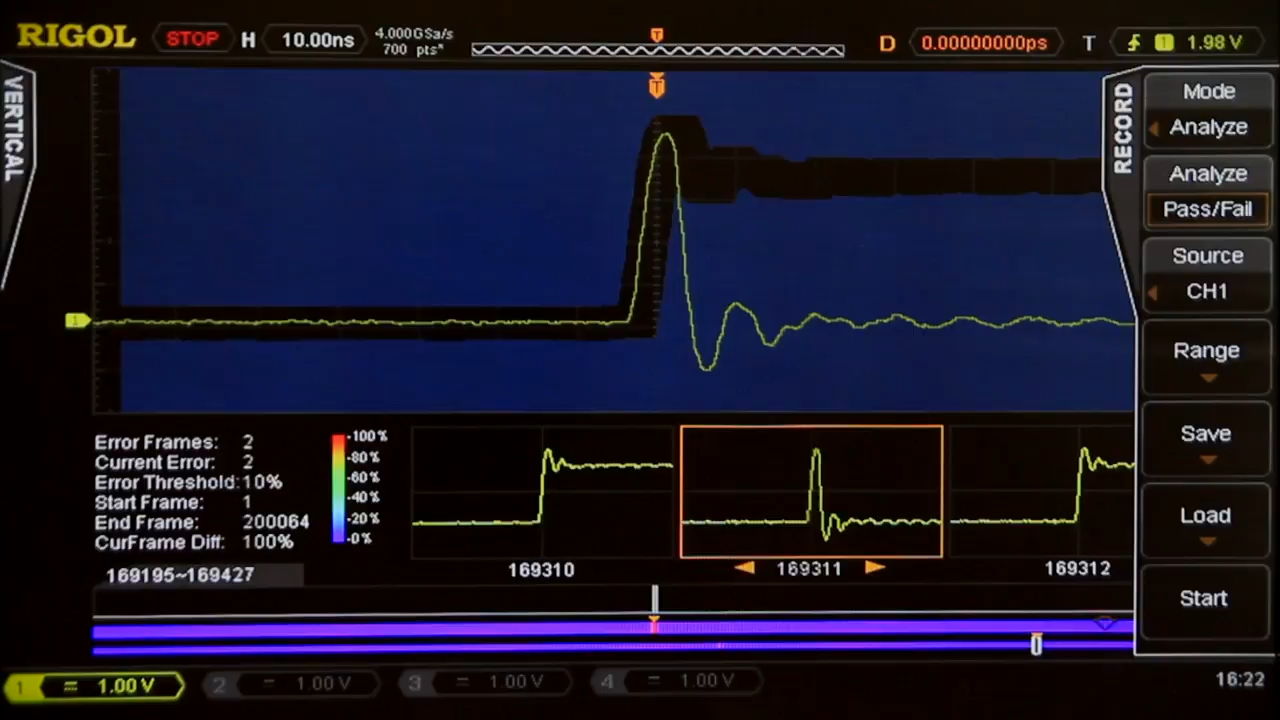 RIGOL STOP H 10.00ns 4.000GSa/s 700 pts* D 0.00000000ps T 1 1.98 V
T
T
VERTICAL
RECORD
Mode
Analyze
Analyze
Pass/Fail
Source
CH1
Range
Save
Load
Start
1
Error Frames: 2
Current Error: 2
Error Threshold:10%
Start Frame: 1
End Frame: 200064
CurFrame Diff: 100%
100%
80%
60%
40%
20%
0%
169195~169427
169310 169311 169312
1 = 1.00 V 2 = 1.00 V 3 = 1.00 V 4 = 1.00 V
16:22